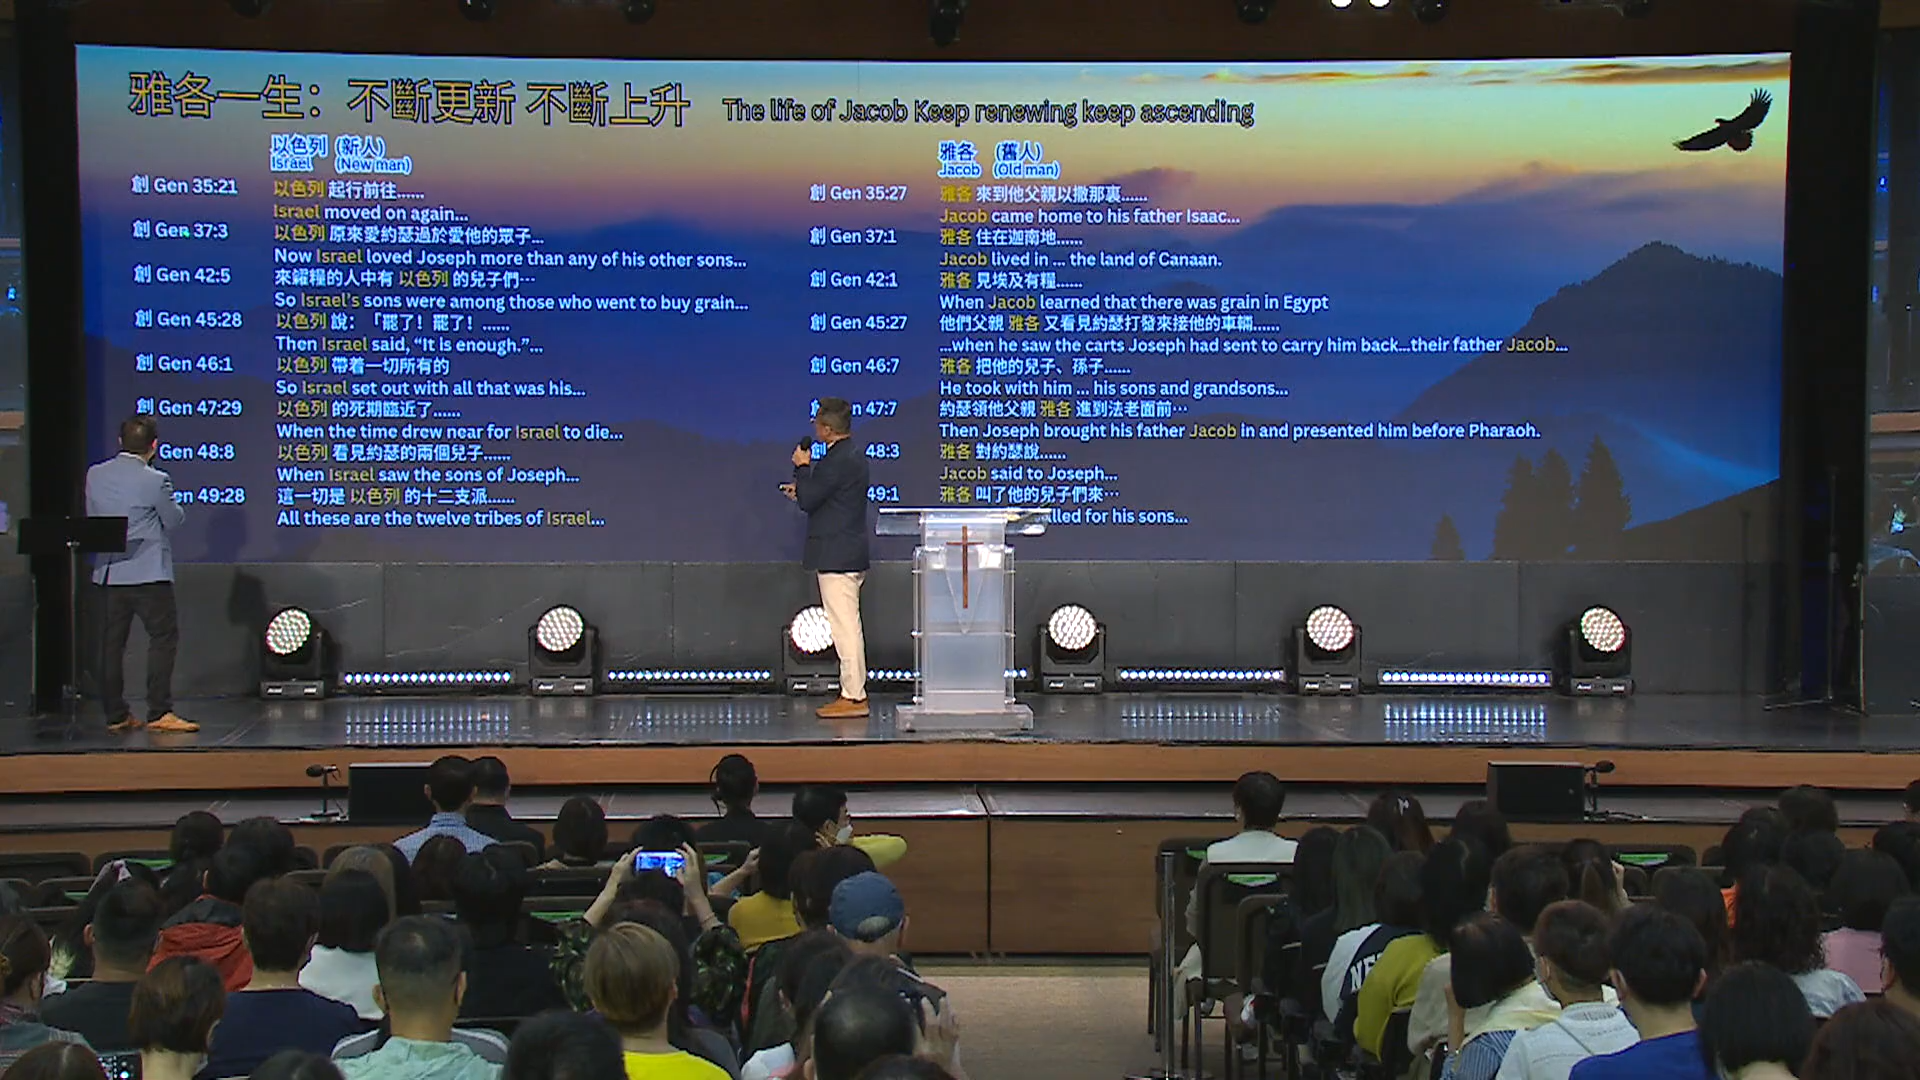 雅各一生：不斷更新 不斷上升 The life of Jacob Keep renewing keep ascending
以色列 (新人)
Israel (New man)
創 Gen 35:21 以色列 起行前往......
Israel moved on again...
創 Gen 37:3 以色列 原來愛約瑟過於愛他的眾子...
Now Israel loved Joseph more than any of his other sons...
創 Gen 42:5 來糴糧的人中有 以色列 的兒子們…
So Israel's sons were among those who went to buy grain...
創 Gen 45:28 以色列 說：「罷了！罷了！......
Then Israel said, “It is enough.”...
創 Gen 46:1 以色列 帶着一切所有的
So Israel set out with all that was his...
創 Gen 47:29 以色列 的死期臨近了......
When the time drew near for Israel to die...
Gen 48:8 以色列 看見約瑟的兩個兒子......
When Israel saw the sons of Joseph...
en 49:28 這一切是 以色列 的十二支派......
All these are the twelve tribes of Israel...
雅各 (舊人)
Jacob (Old man)
創 Gen 35:27 雅各 來到他父親以撒那裏......
Jacob came home to his father Isaac...
創 Gen 37:1 雅各 住在迦南地......
Jacob lived in ... the land of Canaan.
創 Gen 42:1 雅各 見埃及有糧......
When Jacob learned that there was grain in Egypt
創 Gen 45:27 他們父親 雅各 又看見約瑟打發來接他的車輛......
...when he saw the carts Joseph had sent to carry him back...their father Jacob...
創 Gen 46:7 雅各 把他的兒子、孫子......
He took with him ... his sons and grandsons...
n 47:7 約瑟領他父親 雅各 進到法老面前…
Then Joseph brought his father Jacob in and presented him before Pharaoh.
創 48:3 雅各 對約瑟說......
Jacob said to Joseph...
49:1 雅各 叫了他的兒子們來…
alled for his sons...